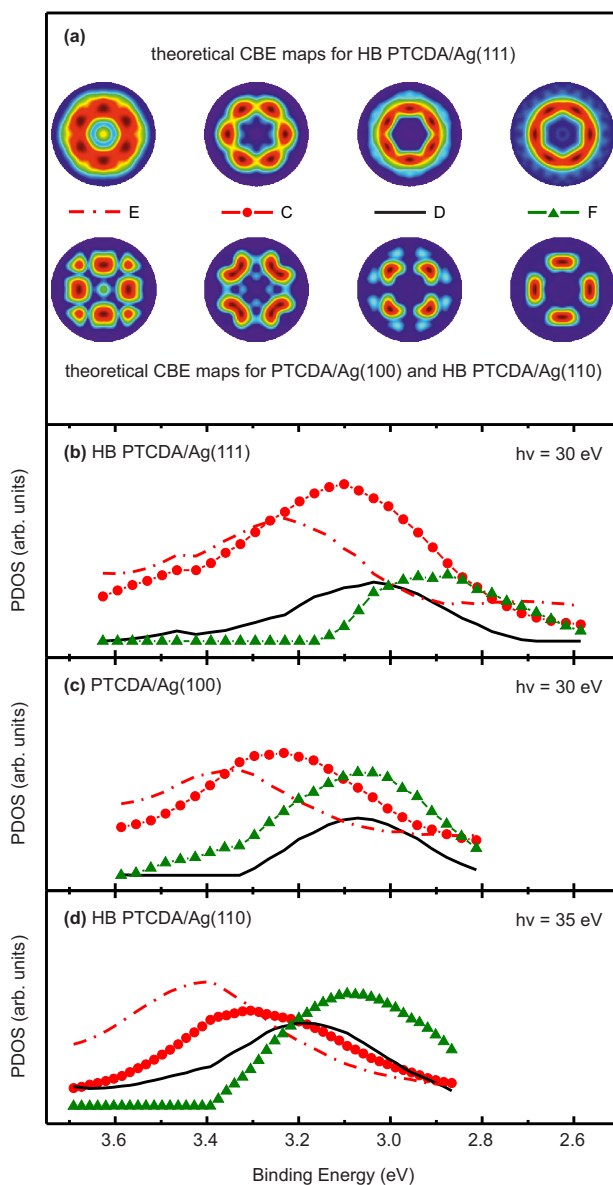 (a)
theoretical CBE maps for HB PTCDA/Ag(111)
E C D F
theoretical CBE maps for PTCDA/Ag(100) and HB PTCDA/Ag(110)
(b) HB PTCDA/Ag(111) hν = 30 eV
PDOS (arb. units)
(c) PTCDA/Ag(100) hν = 30 eV
PDOS (arb. units)
(d) HB PTCDA/Ag(110) hν = 35 eV
PDOS (arb. units)
3.6 3.4 3.2 3.0 2.8 2.6
Binding Energy (eV)